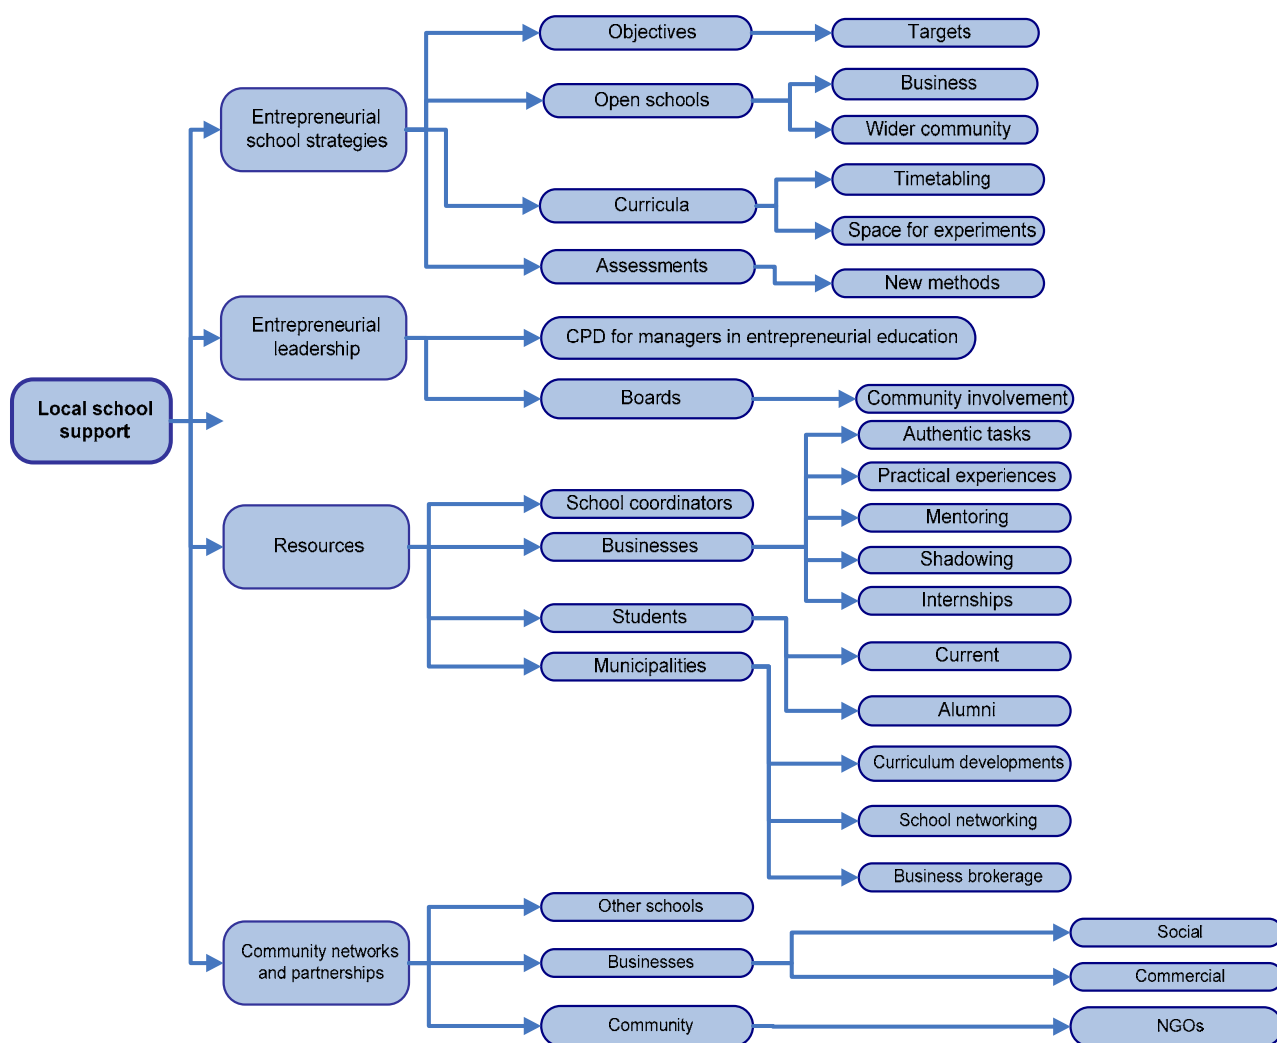 Local school
support
Entrepreneurial
school strategies
Objectives
Targets
Open schools
Business
Wider community
Curricula
Timetabling
Space for experiments
Assessments
New methods
Entrepreneurial
leadership
CPD for managers in entrepreneurial education
Boards
Community involvement
Resources
School coordinators
Businesses
Authentic tasks
Practical experiences
Mentoring
Shadowing
Internships
Students
Current
Alumni
Municipalities
Curriculum developments
School networking
Business brokerage
Community networks
and partnerships
Other schools
Businesses
Social
Commercial
Community
NGOs